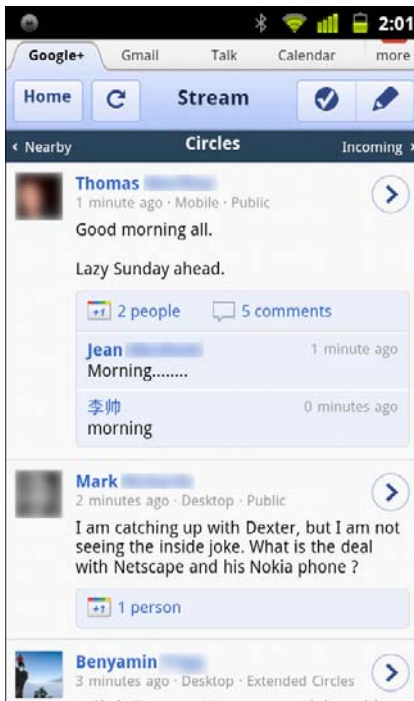 2:01
Google+ Gmail Talk Calendar more
Home Stream
‹ Nearby Circles Incoming ›
Thomas
1 minute ago · Mobile · Public
Good morning all.
Lazy Sunday ahead.
+1 2 people 5 comments
Jean 1 minute ago
Morning........
李帅 0 minutes ago
morning
Mark
2 minutes ago · Desktop · Public
I am catching up with Dexter, but I am not
seeing the inside joke. What is the deal
with Netscape and his Nokia phone ?
+1 1 person
Benyamin
3 minutes ago · Desktop · Extended Circles